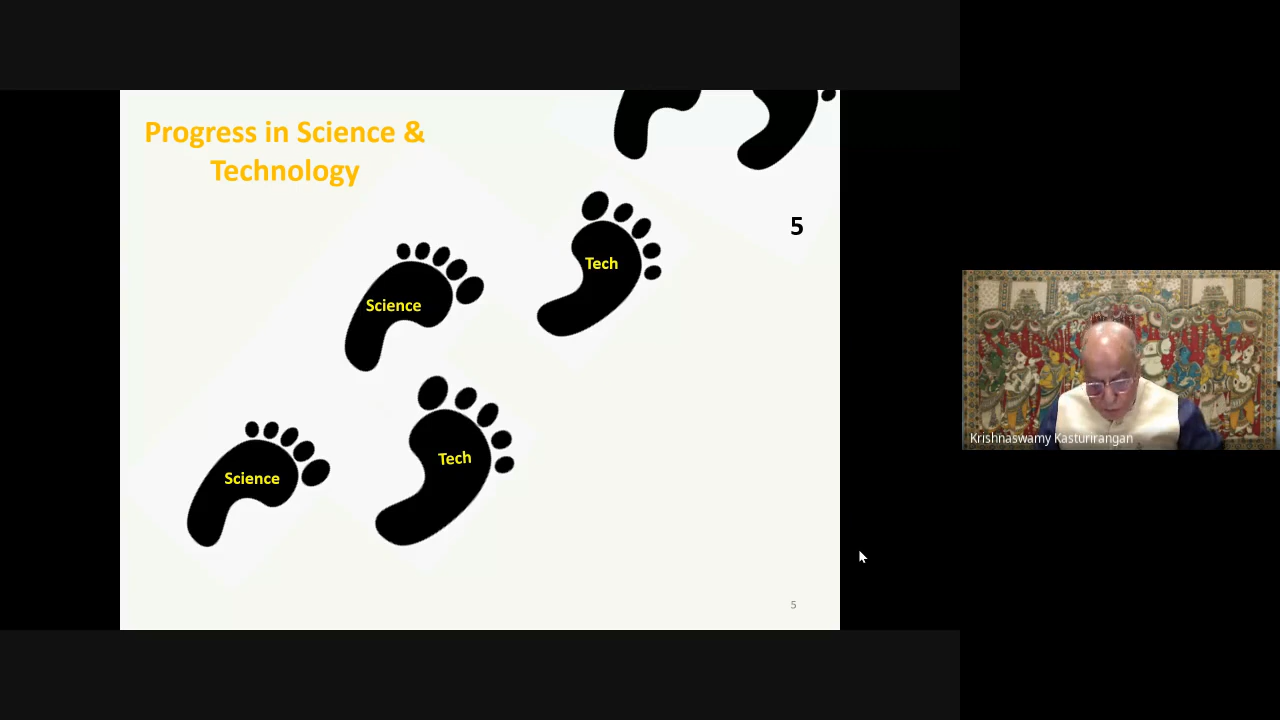 Progress in Science &
Technology
5
Tech
Science
Tech
Science
5
Krishnaswamy Kasturirangan